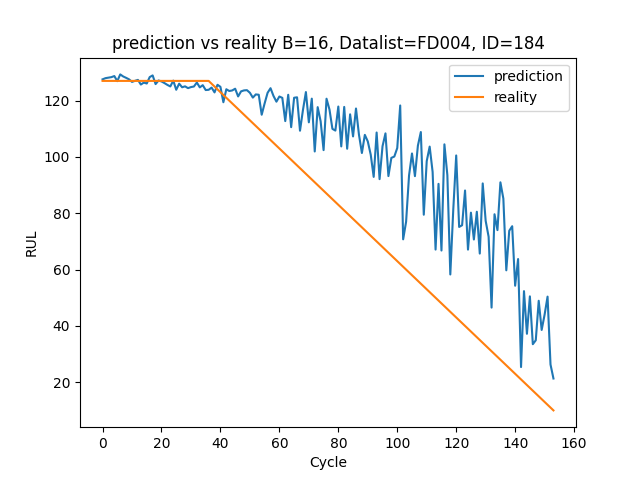 prediction vs reality B=16, Datalist=FD004, ID=184
prediction
reality
120
100
80
60
40
20
RUL
0 20 40 60 80 100 120 140 160
Cycle